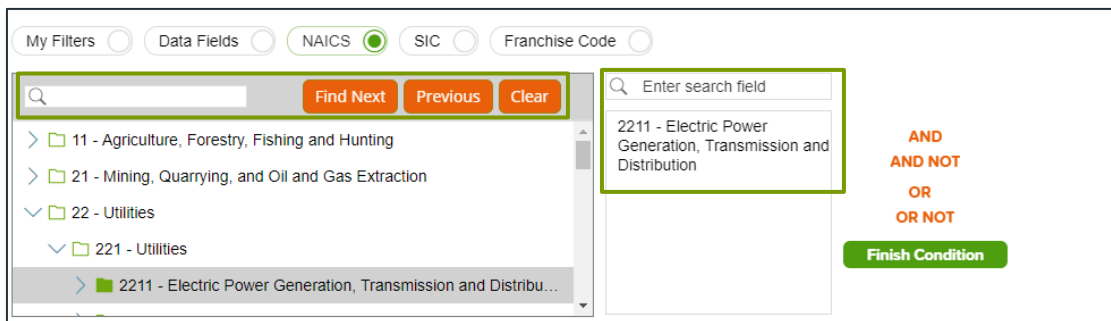 My Filters Data Fields NAICS SIC Franchise Code
Find Next Previous Clear
Enter search field
11 - Agriculture, Forestry, Fishing and Hunting
21 - Mining, Quarrying, and Oil and Gas Extraction
22 - Utilities
221 - Utilities
2211 - Electric Power Generation, Transmission and Distribu...
2211 - Electric Power
Generation, Transmission and
Distribution
AND
AND NOT
OR
OR NOT
Finish Condition